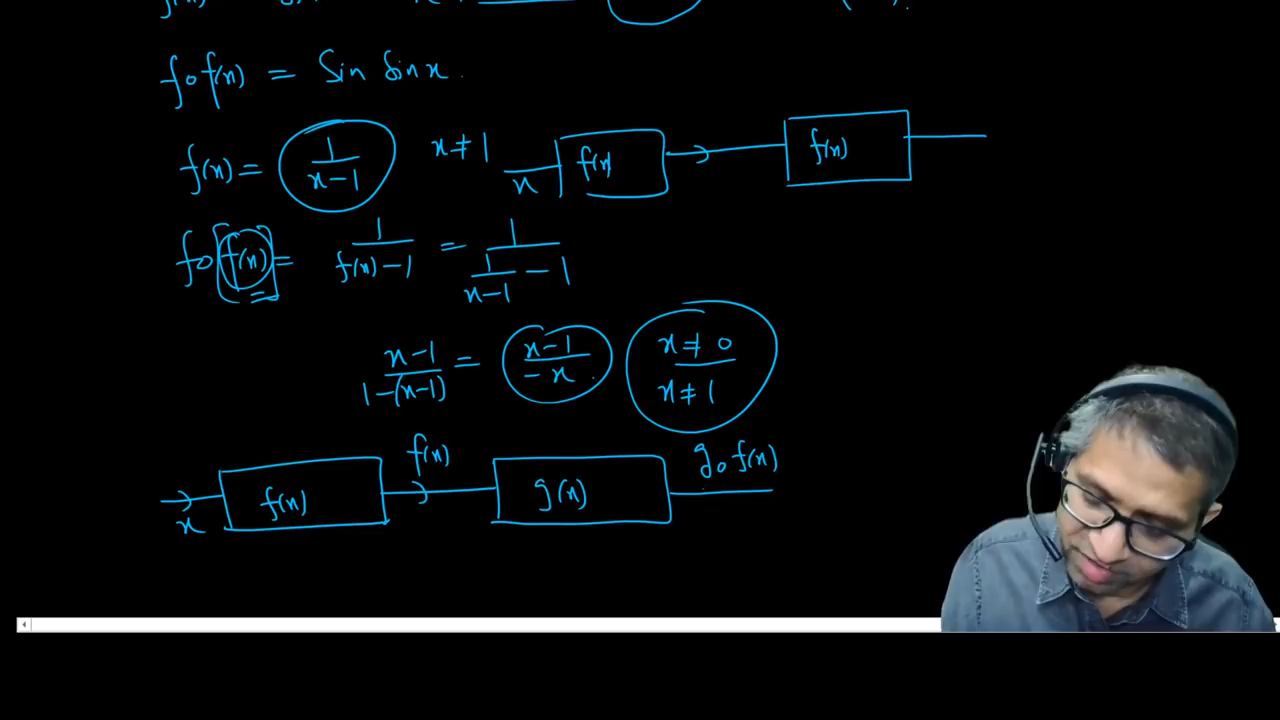 fof(x) = Sin Sinx.
f(x) = 1/(x-1) x≠1 x f(x) f(x)
fo[f(x)] = 1/(f(x)-1) = 1/(1/(x-1) - 1)
(x-1)/(1-(x-1)) = (x-1)/(-x) x≠0
x≠1
f(x) gof(x)
x f(x) g(x)